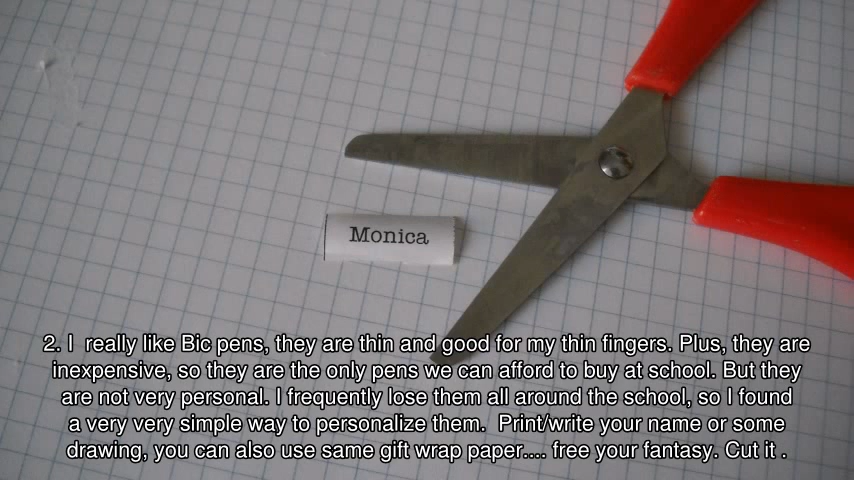 Monica
2. I  really like Bic pens, they are thin and good for my thin fingers. Plus, they are
inexpensive, so they are the only pens we can afford to buy at school. But they
are not very personal. I frequently lose them all around the school, so I found
a very very simple way to personalize them.  Print/write your name or some
drawing, you can also use same gift wrap paper.... free your fantasy. Cut it .